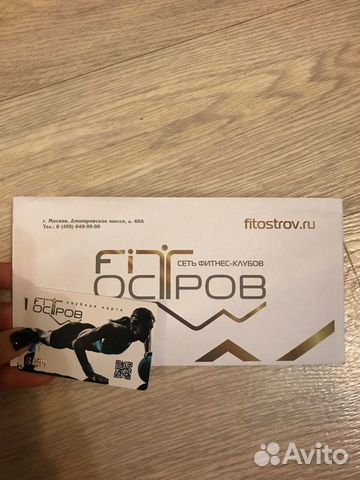 г. Москва, Дмитровское шоссе, д. 60А
Тел.: 8 (495) 649-99-00
fitostrov.ru
FIT
СЕТЬ ФИТНЕС-КЛУБОВ
ОСТРОВ
FIT клубная карта
ОСТРОВ
Avito